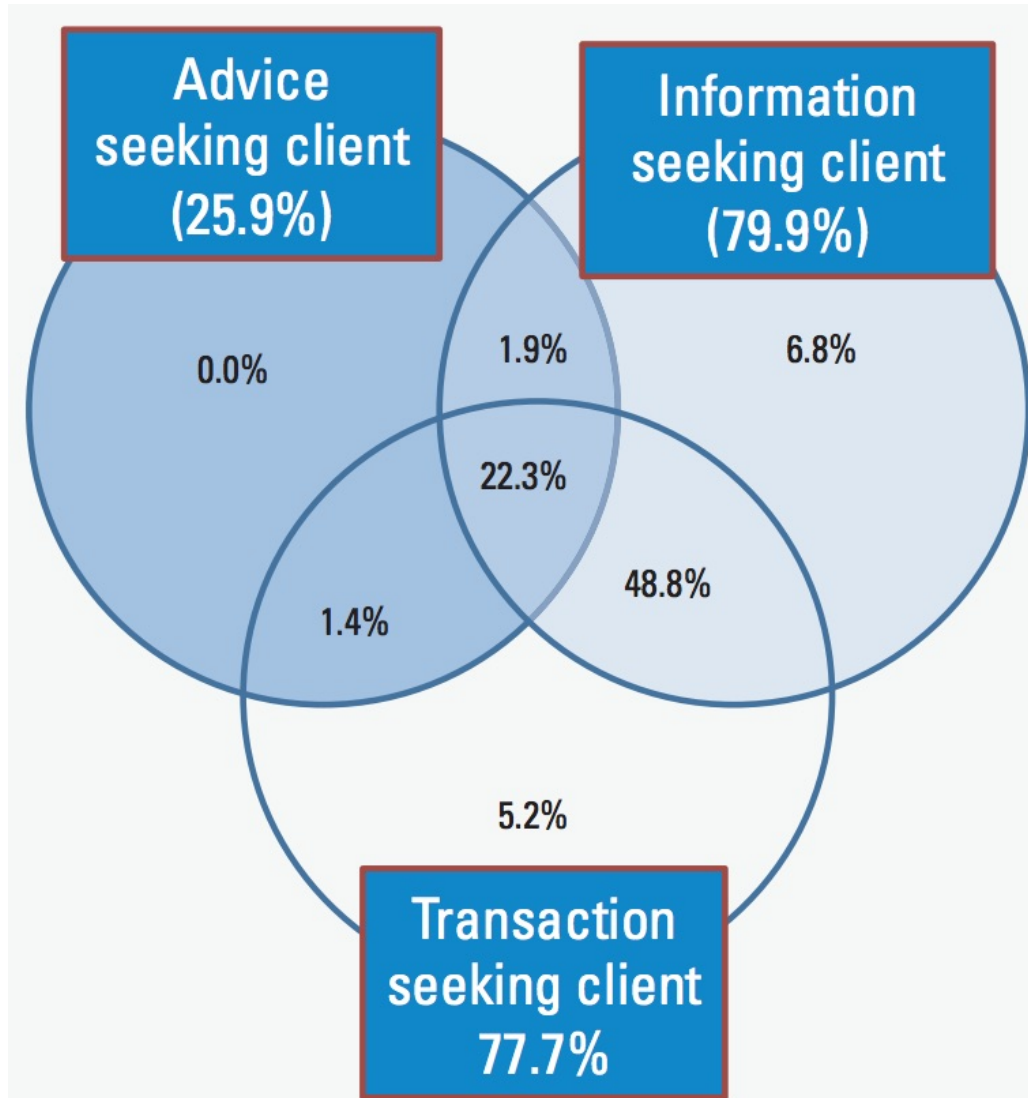 Advice
seeking client
(25.9%)
Information
seeking client
(79.9%)
0.0%
1.9%
6.8%
22.3%
1.4%
48.8%
5.2%
Transaction
seeking client
77.7%